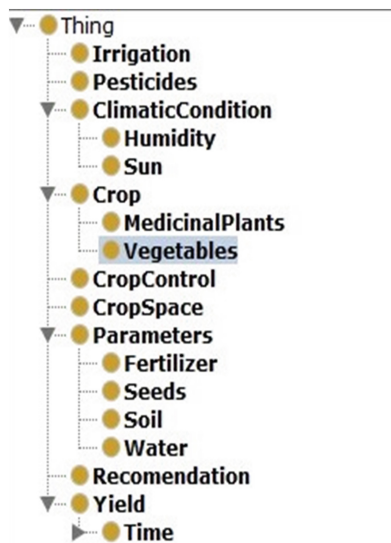 Thing
Irrigation
Pesticides
ClimaticCondition
Humidity
Sun
Crop
MedicinalPlants
Vegetables
CropControl
CropSpace
Parameters
Fertilizer
Seeds
Soil
Water
Recomendation
Yield
Time